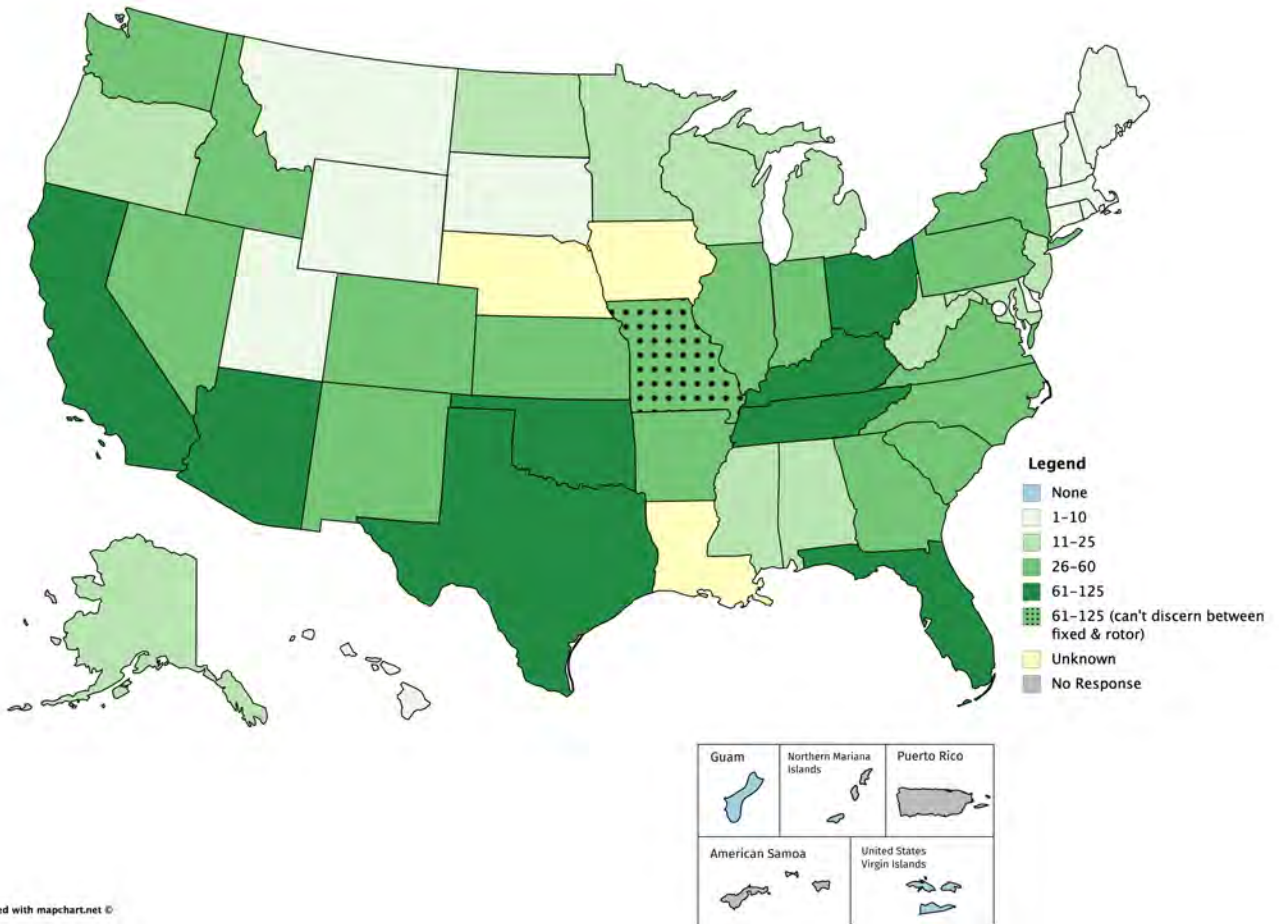 Legend
None
1–10
11–25
26–60
61–125
61–125 (can't discern between
fixed & rotor)
Unknown
No Response
Guam
Northern Mariana
Islands
Puerto Rico
American Samoa
United States
Virgin Islands
ed with mapchart.net ©